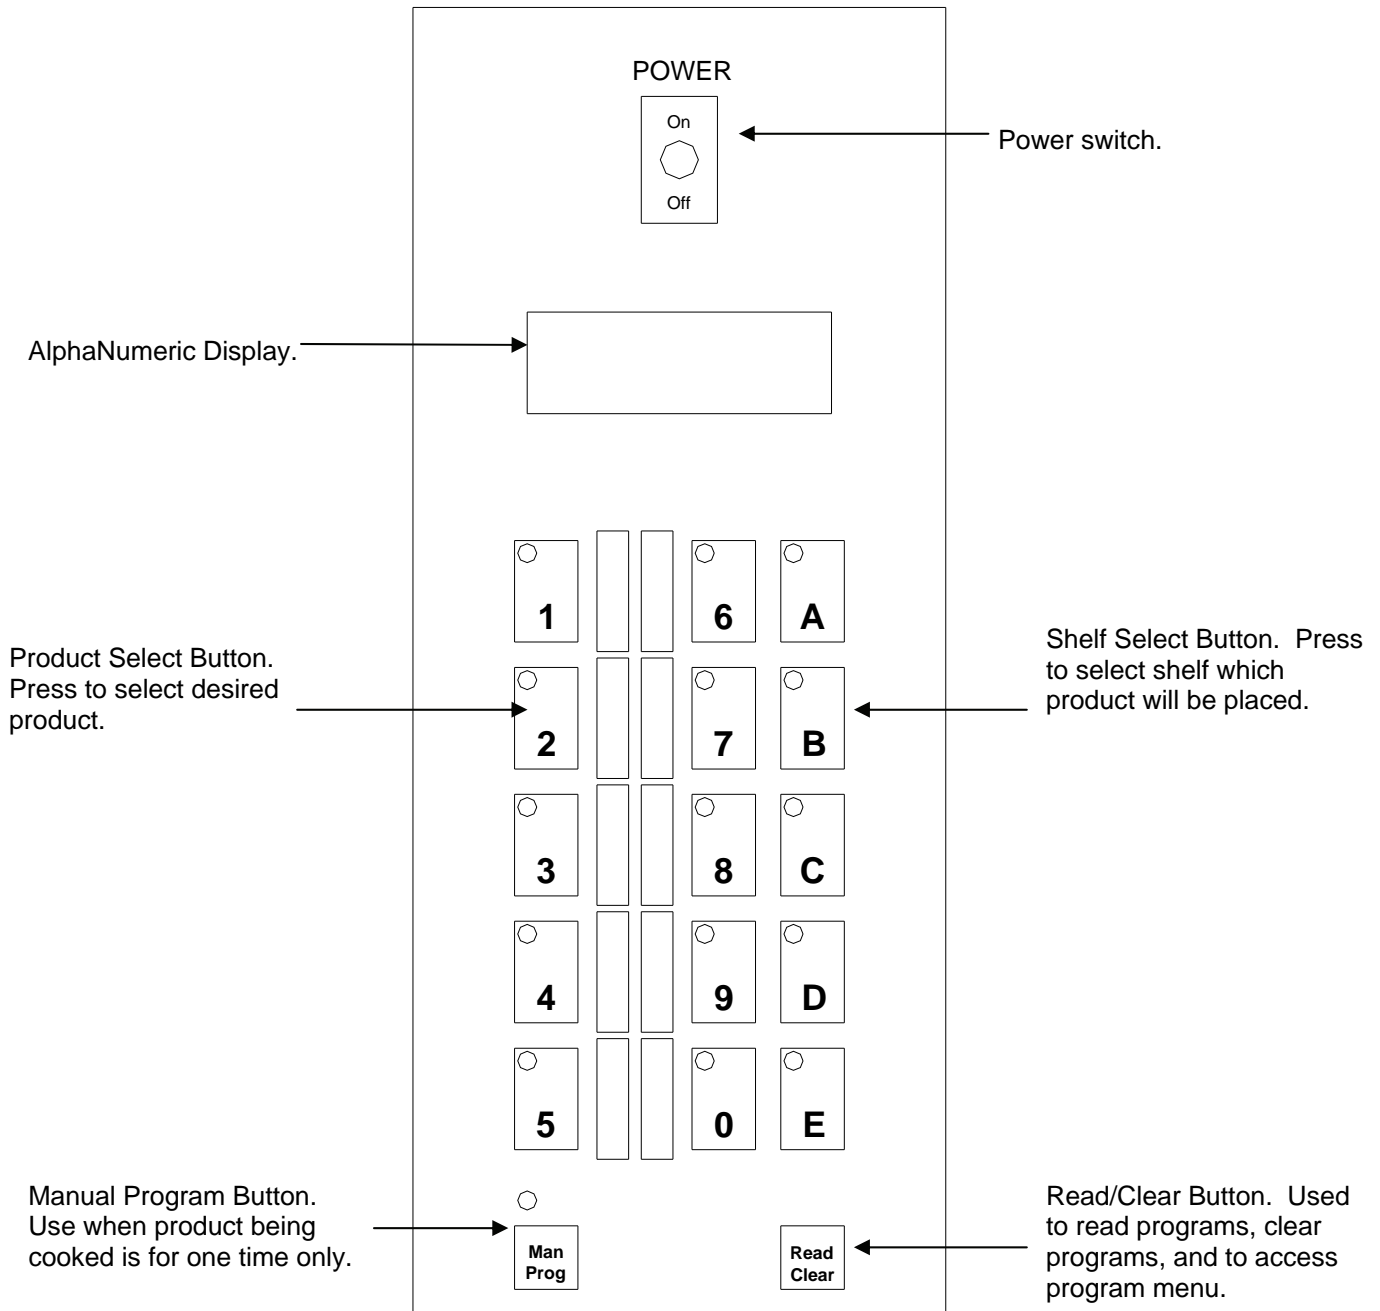 POWER
On
Off
Power switch.
AlphaNumeric Display.
1
6
A
Product Select Button.
Press to select desired
product.
2
7
B
Shelf Select Button.  Press
to select shelf which
product will be placed.
3
8
C
4
9
D
5
0
E
Manual Program Button.
Use when product being
cooked is for one time only.
Man
Prog
Read
Clear
Read/Clear Button.  Used
to read programs, clear
programs, and to access
program menu.